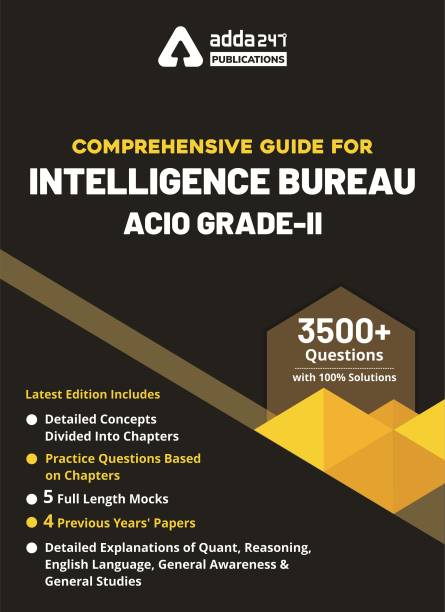 adda247
PUBLICATIONS
COMPREHENSIVE GUIDE FOR
INTELLIGENCE BUREAU
ACIO GRADE-II
3500+
Questions
with 100% Solutions
Latest Edition Includes
Detailed Concepts
Divided Into Chapters
Practice Questions Based
on Chapters
5 Full Length Mocks
4 Previous Years' Papers
Detailed Explanations of Quant, Reasoning,
English Language, General Awareness &
General Studies